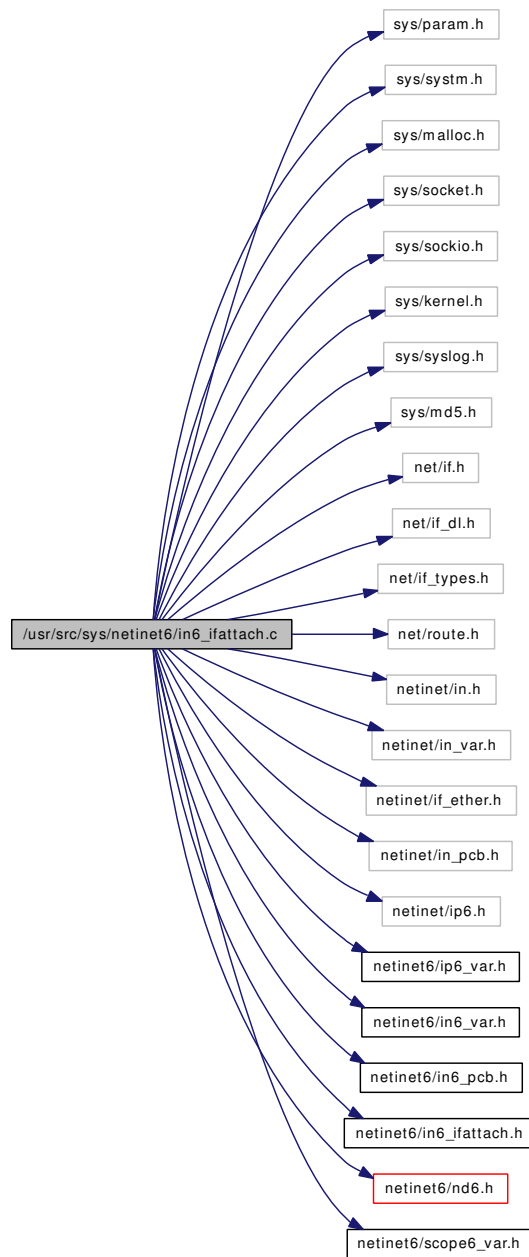 sys/param.h
sys/systm.h
sys/malloc.h
sys/socket.h
sys/sockio.h
sys/kernel.h
sys/syslog.h
sys/md5.h
net/if.h
net/if_dl.h
net/if_types.h
/usr/src/sys/netinet6/in6_ifattach.c
net/route.h
netinet/in.h
netinet/in_var.h
netinet/if_ether.h
netinet/in_pcb.h
netinet/ip6.h
netinet6/ip6_var.h
netinet6/in6_var.h
netinet6/in6_pcb.h
netinet6/in6_ifattach.h
netinet6/nd6.h
netinet6/scope6_var.h